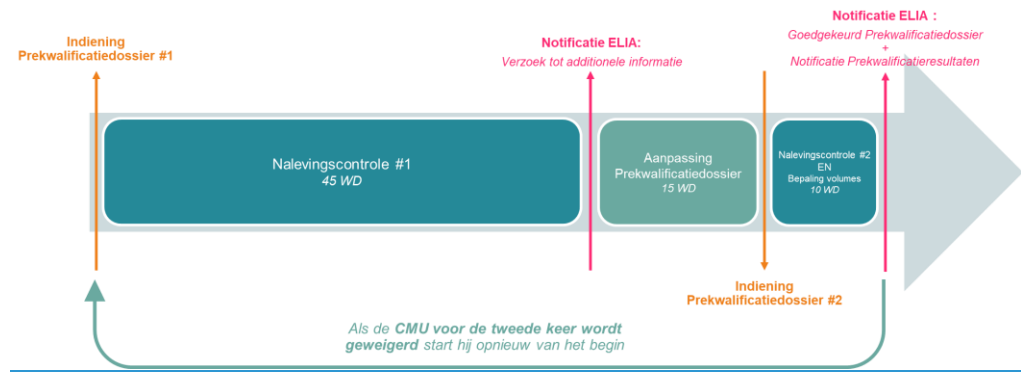 Indiening
Prekwalificatiedossier #1
Notificatie ELIA:
Verzoek tot additionele informatie
Notificatie ELIA :
Goedgekeurd Prekwalificatiedossier
+
Notificatie Prekwalificatieresultaten
Nalevingscontrole #1
45 WD
Aanpassing
Prekwalificatiedossier
15 WD
Nalevingscontrole #2
EN
Bepaling volumes
10 WD
Indiening
Prekwalificatiedossier #2
Als de CMU voor de tweede keer wordt
geweigerd start hij opnieuw van het begin